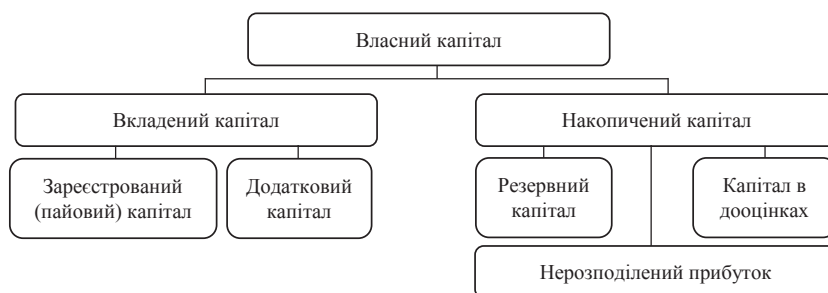 Власний капітал
Вкладений капітал
Накопичений капітал
Зареєстрований
(пайовий) капітал
Додатковий
капітал
Резервний
капітал
Капітал в
дооцінках
Нерозподілений прибуток